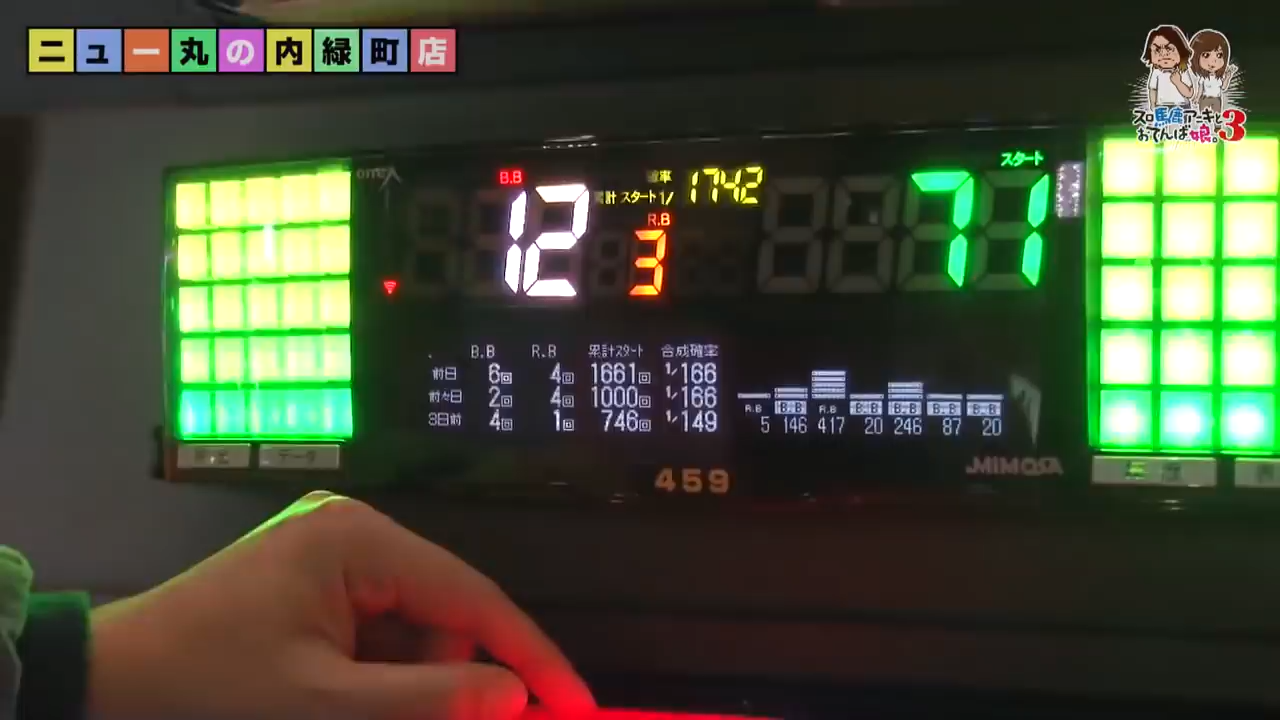 ニュー丸の内緑町店
スロ馬鹿アーキと
おてんば娘。3
B.B 12
確率
累計スタート1/ 1742
R.B 3
スタート 71
B.B R.B 累計スタート 合成確率
前日 6回 4回 1661回 1/166
前々日 2回 4回 1000回 1/166
3日前 4回 1回 746回 1/149
R.B B.B R.B B.B B.B B.B B.B
5 146 417 20 246 87 20
データ
MIMOSA
459